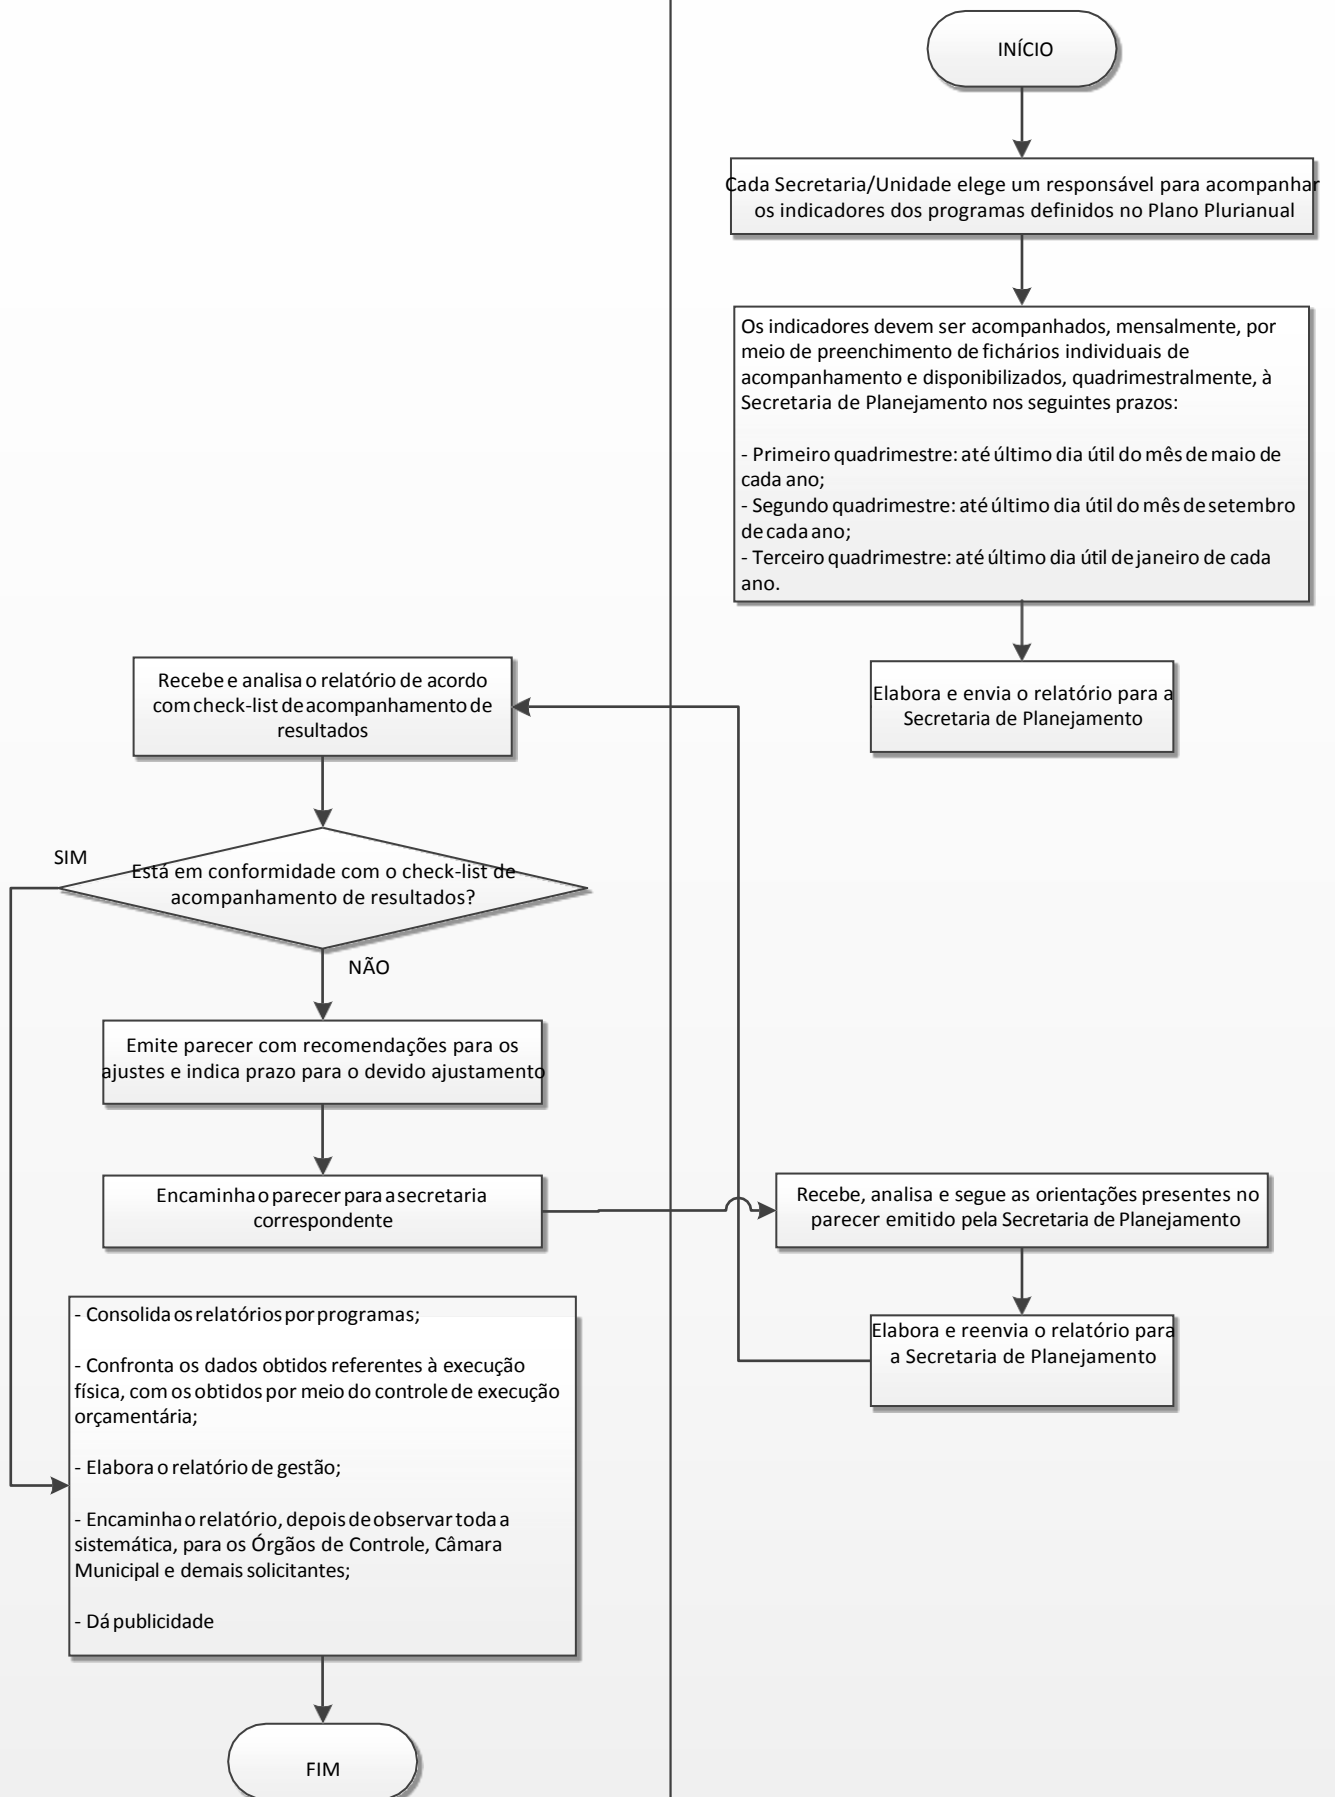 INÍCIO
Cada Secretaria/Unidade elege um responsável para acompanhar
os indicadores dos programas definidos no Plano Plurianual
Os indicadores devem ser acompanhados, mensalmente, por
meio de preenchimento de fichários individuais de
acompanhamento e disponibilizados, quadrimestralmente, à
Secretaria de Planejamento nos seguintes prazos:
- Primeiro quadrimestre: até último dia útil do mês de maio de
cada ano;
- Segundo quadrimestre: até último dia útil do mês de setembro
de cada ano;
- Terceiro quadrimestre: até último dia útil de janeiro de cada
ano.
Elabora e envia o relatório para a
Secretaria de Planejamento
Recebe e analisa o relatório de acordo
com check-list de acompanhamento de
resultados
SIM
Está em conformidade com o check-list de
acompanhamento de resultados?
NÃO
Emite parecer com recomendações para os
ajustes e indica prazo para o devido ajustamento
Encaminha o parecer para a secretaria
correspondente
Recebe, analisa e segue as orientações presentes no
parecer emitido pela Secretaria de Planejamento
Elabora e reenvia o relatório para
a Secretaria de Planejamento
- Consolida os relatórios por programas;
- Confronta os dados obtidos referentes à execução
física, com os obtidos por meio do controle de execução
orçamentária;
- Elabora o relatório de gestão;
- Encaminha o relatório, depois de observar toda a
sistemática, para os Órgãos de Controle, Câmara
Municipal e demais solicitantes;
- Dá publicidade
FIM